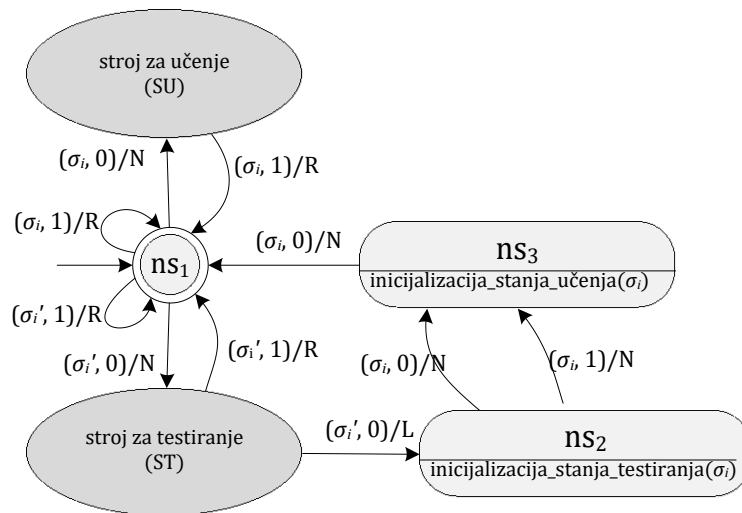 stroj za učenje
(SU)
(σᵢ, 0)/N
(σᵢ, 1)/R
(σᵢ, 1)/R
(σᵢ, 0)/N
ns₁
ns₃
inicijalizacija_stanja_učenja(σᵢ)
(σᵢ', 1)/R
(σᵢ', 0)/N
(σᵢ', 1)/R
(σᵢ, 0)/N
(σᵢ, 1)/N
stroj za testiranje
(ST)
(σᵢ', 0)/L
ns₂
inicijalizacija_stanja_testiranja(σᵢ)